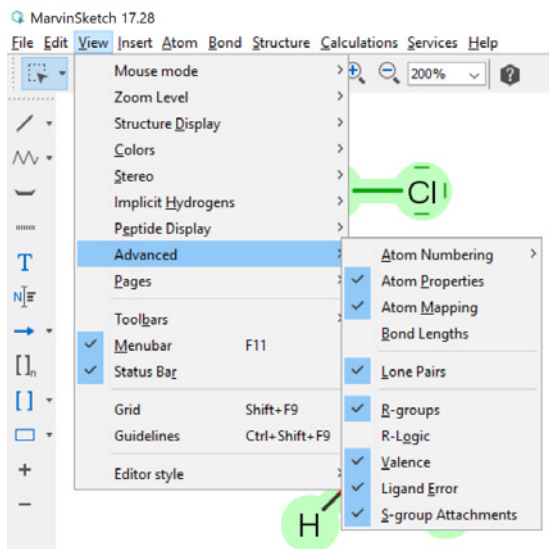 MarvinSketch 17.28
File Edit View Insert Atom Bond Structure Calculations Services Help
200%
?
Mouse mode
Zoom Level
Structure Display
Colors
Stereo
Implicit Hydrogens
Peptide Display
Advanced
Pages
Toolbars
Menubar F11
Status Bar
Grid Shift+F9
Guidelines Ctrl+Shift+F9
Editor style
Atom Numbering
Atom Properties
Atom Mapping
Bond Lengths
Lone Pairs
R-groups
R-Logic
Valence
Ligand Error
S-group Attachments
T
N
[ ]n
[ ]
Cl
H